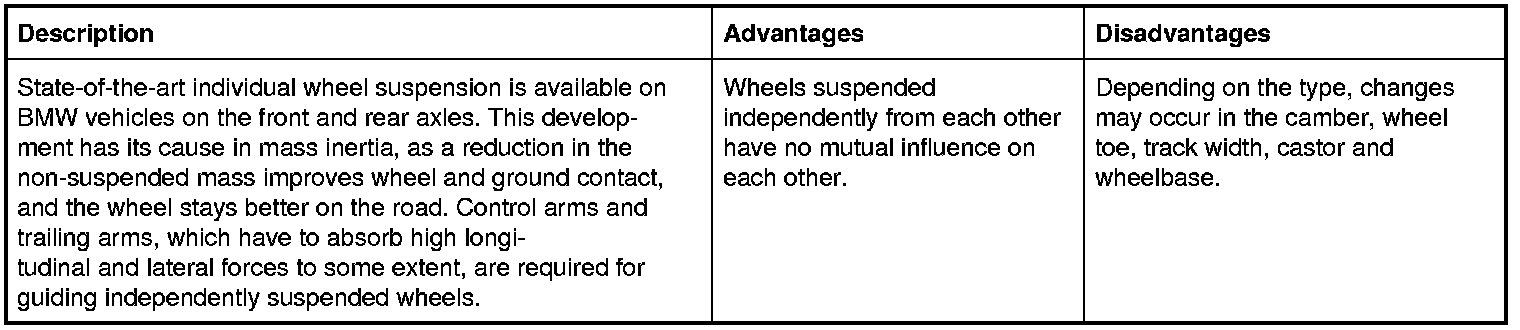 Description
Advantages
Disadvantages
State-of-the-art individual wheel suspension is available on
BMW vehicles on the front and rear axles. This develop-
ment has its cause in mass inertia, as a reduction in the
non-suspended mass improves wheel and ground contact,
and the wheel stays better on the road. Control arms and
trailing arms, which have to absorb high longi-
tudinal and lateral forces to some extent, are required for
guiding independently suspended wheels.
Wheels suspended
independently from each other
have no mutual influence on
each other.
Depending on the type, changes
may occur in the camber, wheel
toe, track width, castor and
wheelbase.